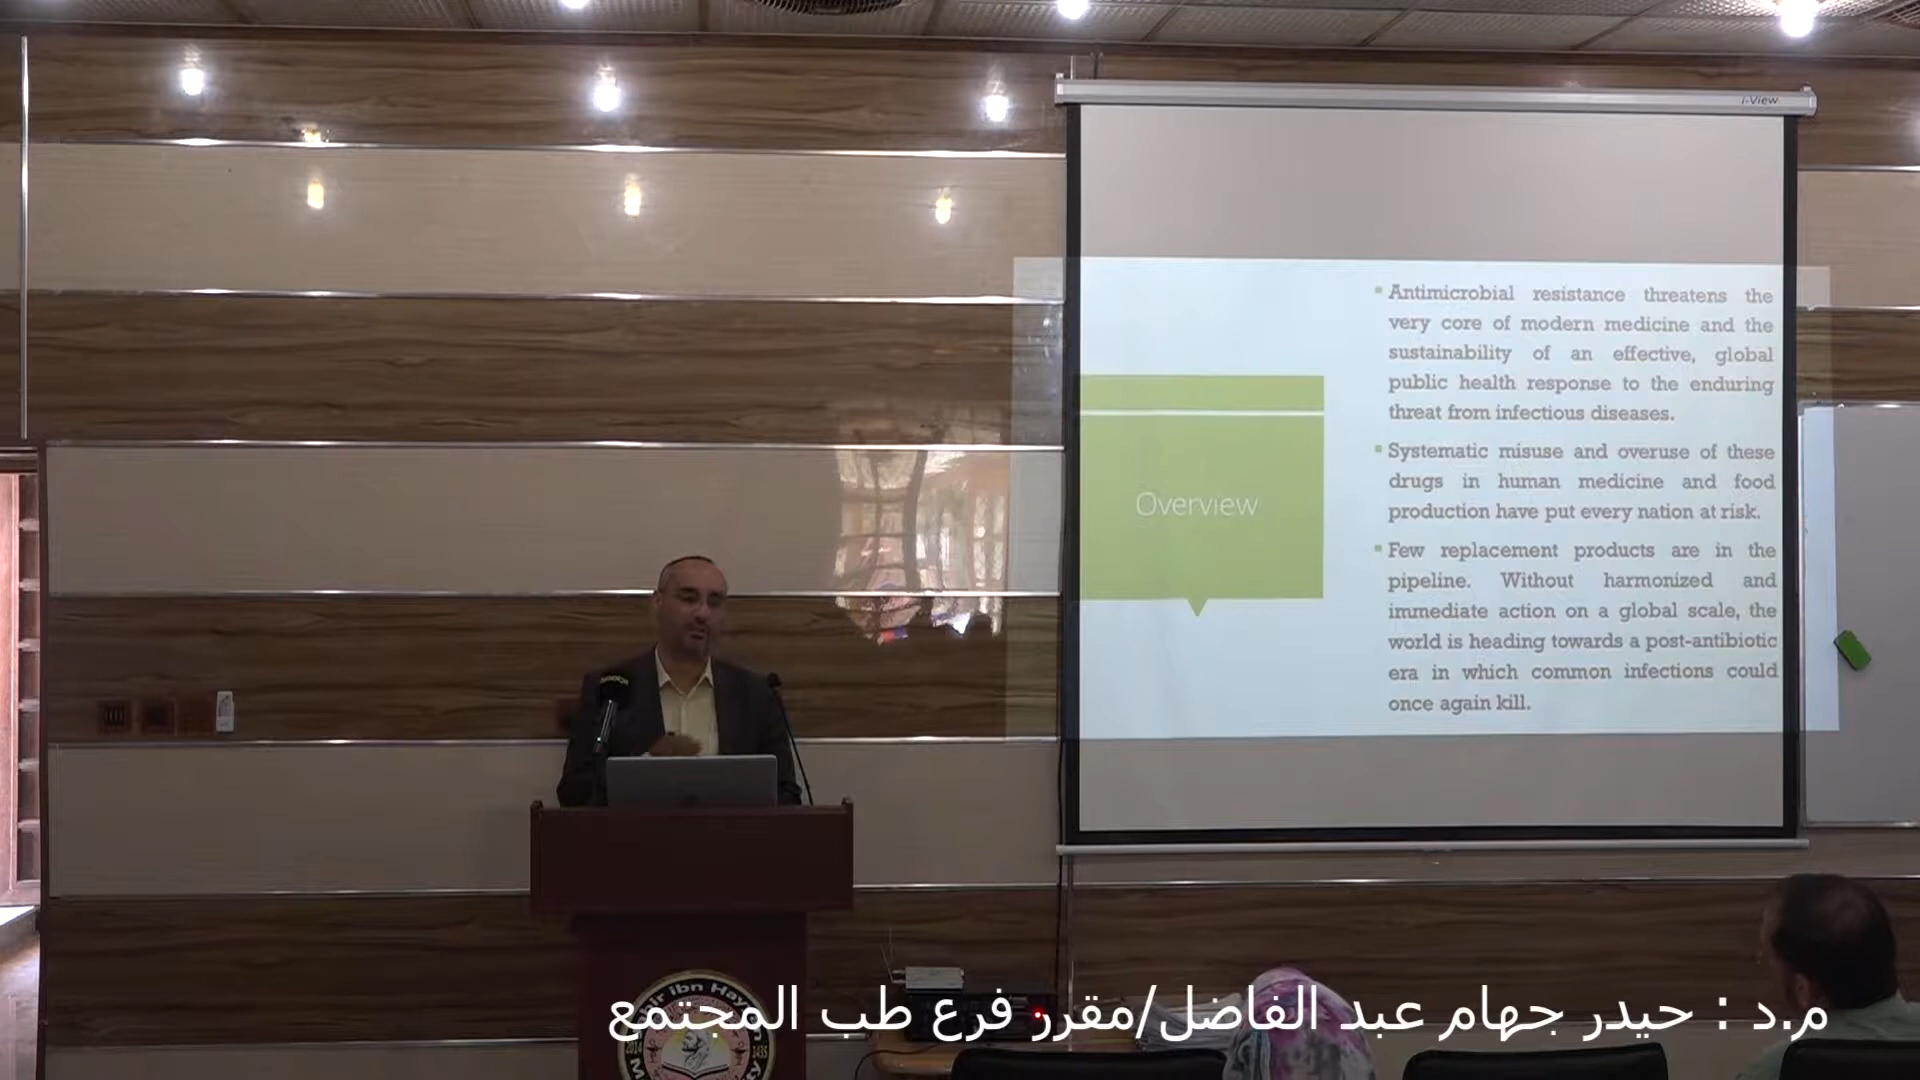 i-View
Antimicrobial resistance threatens the
very core of modern medicine and the
sustainability of an effective, global
public health response to the enduring
threat from infectious diseases.
Systematic misuse and overuse of these
drugs in human medicine and food
production have put every nation at risk.
Few replacement products are in the
pipeline. Without harmonized and
immediate action on a global scale, the
world is heading towards a post-antibiotic
era in which common infections could
once again kill.
Overview
ibn
م.د : حيدر جهام عبد الفاضل/مقرر فرع طب المجتمع